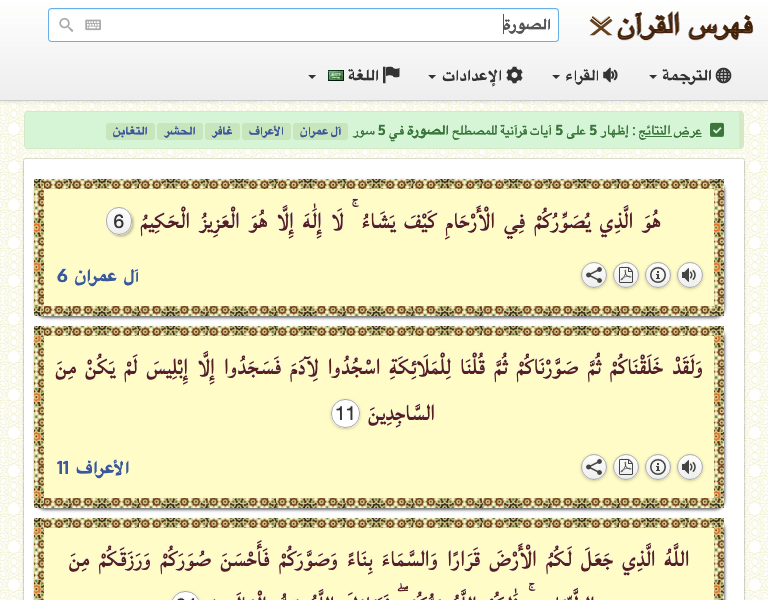 فهرس القرآن
الصورة
الترجمة
القراء
الإعدادات
اللغة
عرض النتائج : إظهار 5 على 5 آيات قرآنية للمصطلح الصورة في 5 سور آل عمران الأعراف غافر الحشر التغابن
هُوَ الَّذِي يُصَوِّرُكُمْ فِي الْأَرْحَامِ كَيْفَ يَشَاءُ ۚ لَا إِلَٰهَ إِلَّا هُوَ الْعَزِيزُ الْحَكِيمُ 6
آل عمران 6
وَلَقَدْ خَلَقْنَاكُمْ ثُمَّ صَوَّرْنَاكُمْ ثُمَّ قُلْنَا لِلْمَلَائِكَةِ اسْجُدُوا لِآدَمَ فَسَجَدُوا إِلَّا إِبْلِيسَ لَمْ يَكُنْ مِنَ
السَّاجِدِينَ 11
الأعراف 11
اللَّهُ الَّذِي جَعَلَ لَكُمُ الْأَرْضَ قَرَارًا وَالسَّمَاءَ بِنَاءً وَصَوَّرَكُمْ فَأَحْسَنَ صُوَرَكُمْ وَرَزَقَكُمْ مِنَ